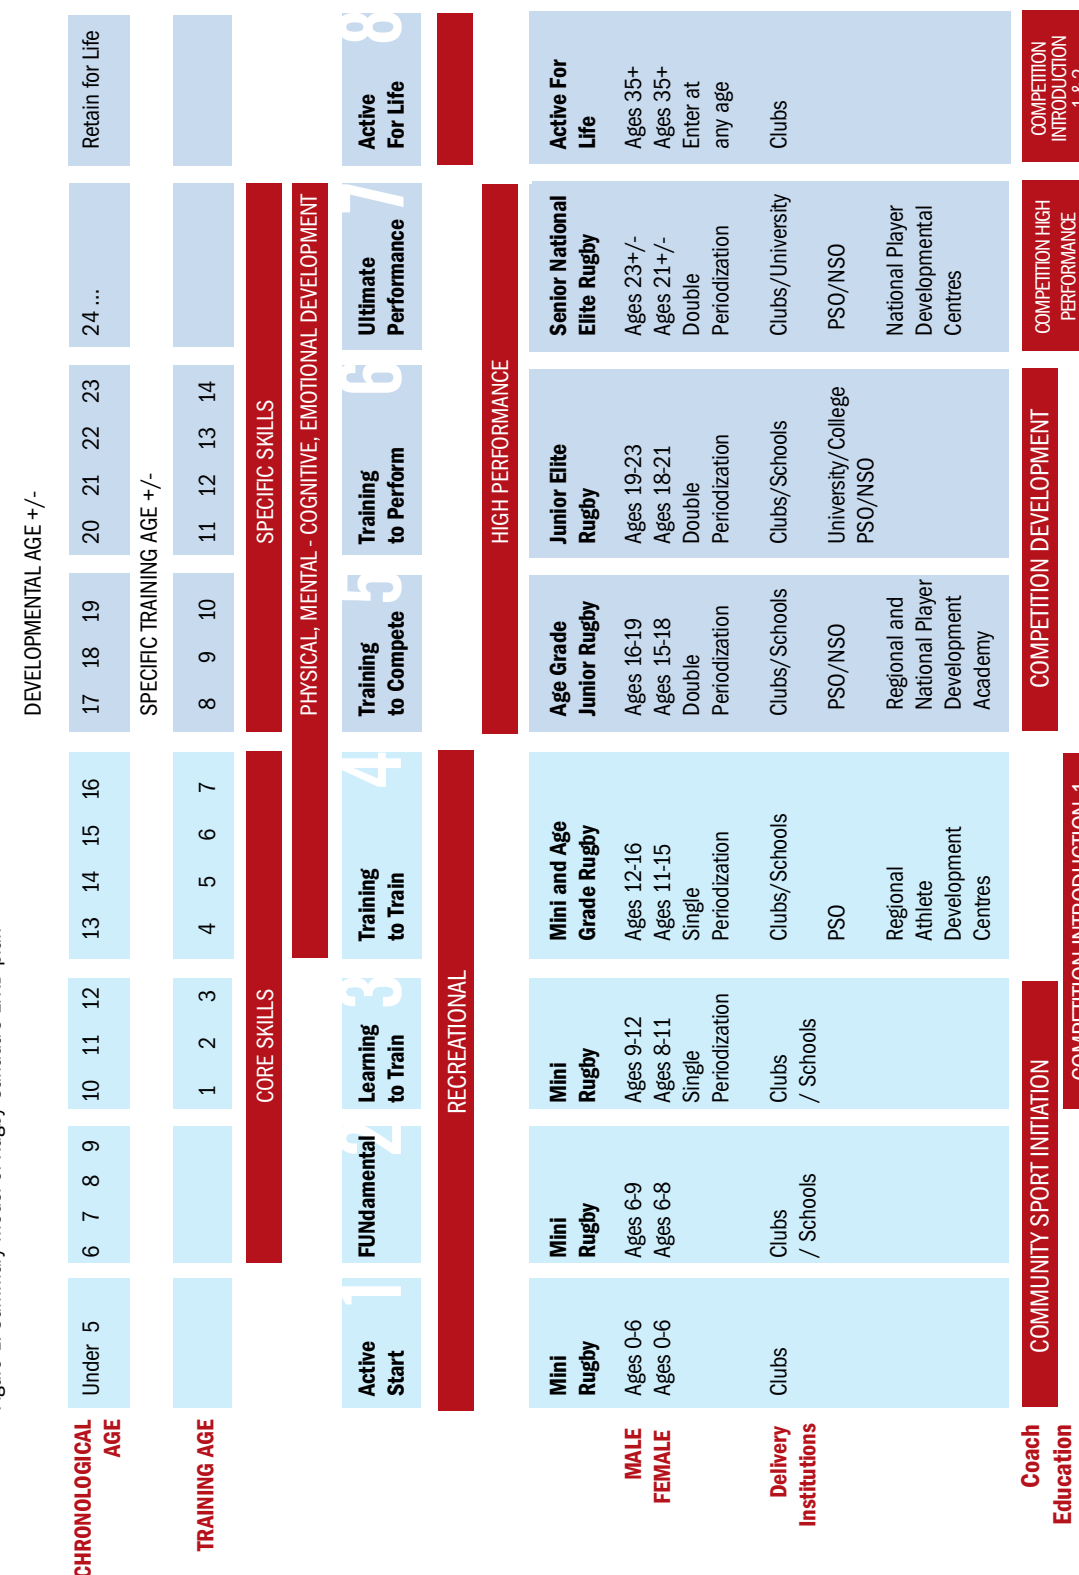 DEVELOPMENTAL AGE +/-
CHRONOLOGICAL
AGE
Under 5
6 7 8 9
10 11 12
13 14 15 16
17 18 19
20 21 22 23
24 ...
Retain for Life
SPECIFIC TRAINING AGE +/-
TRAINING AGE
1 2 3
4 5 6 7
8 9 10
11 12 13 14
CORE SKILLS
SPECIFIC SKILLS
PHYSICAL, MENTAL - COGNITIVE, EMOTIONAL DEVELOPMENT
1
Active
Start
2
FUNdamental
3
Learning
to Train
4
Training
to Train
5
Training
to Compete
6
Training
to Perform
7
Ultimate
Performance
8
Active
For Life
RECREATIONAL
HIGH PERFORMANCE
MALE
FEMALE
Delivery
Institutions
Mini
Rugby
Ages 0-6
Ages 0-6
Clubs
Mini
Rugby
Ages 6-9
Ages 6-8
Clubs
/ Schools
Mini
Rugby
Ages 9-12
Ages 8-11
Single
Periodization
Clubs
/ Schools
Mini and Age
Grade Rugby
Ages 12-16
Ages 11-15
Single
Periodization
Clubs/Schools
PSO
Regional
Athlete
Development
Centres
Age Grade
Junior Rugby
Ages 16-19
Ages 15-18
Double
Periodization
Clubs/Schools
PSO/NSO
Regional and
National Player
Development
Academy
Junior Elite
Rugby
Ages 19-23
Ages 18-21
Double
Periodization
Clubs/Schools
University/College
PSO/NSO
Senior National
Elite Rugby
Ages 23+/-
Ages 21+/-
Double
Periodization
Clubs/University
PSO/NSO
National Player
Developmental
Centres
Active For
Life
Ages 35+
Ages 35+
Enter at
any age
Clubs
Coach
Education
COMMUNITY SPORT INITIATION
COMPETITION INTRODUCTION 1
COMPETITION DEVELOPMENT
COMPETITION HIGH
PERFORMANCE
COMPETITION
INTRODUCTION
1 & 2